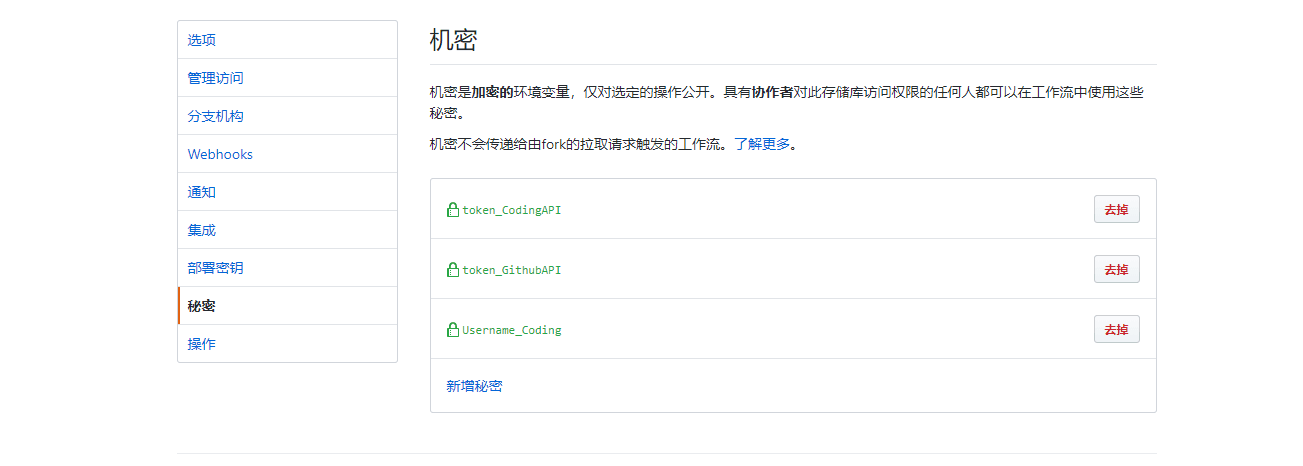 选项
管理访问
分支机构
Webhooks
通知
集成
部署密钥
秘密
操作
机密
机密是加密的环境变量，仅对选定的操作公开。具有协作者对此存储库访问权限的任何人都可以在工作流中使用这些
秘密。
机密不会传递给由fork的拉取请求触发的工作流。了解更多。
token_CodingAPI 去掉
token_GithubAPI 去掉
Username_Coding 去掉
新增秘密